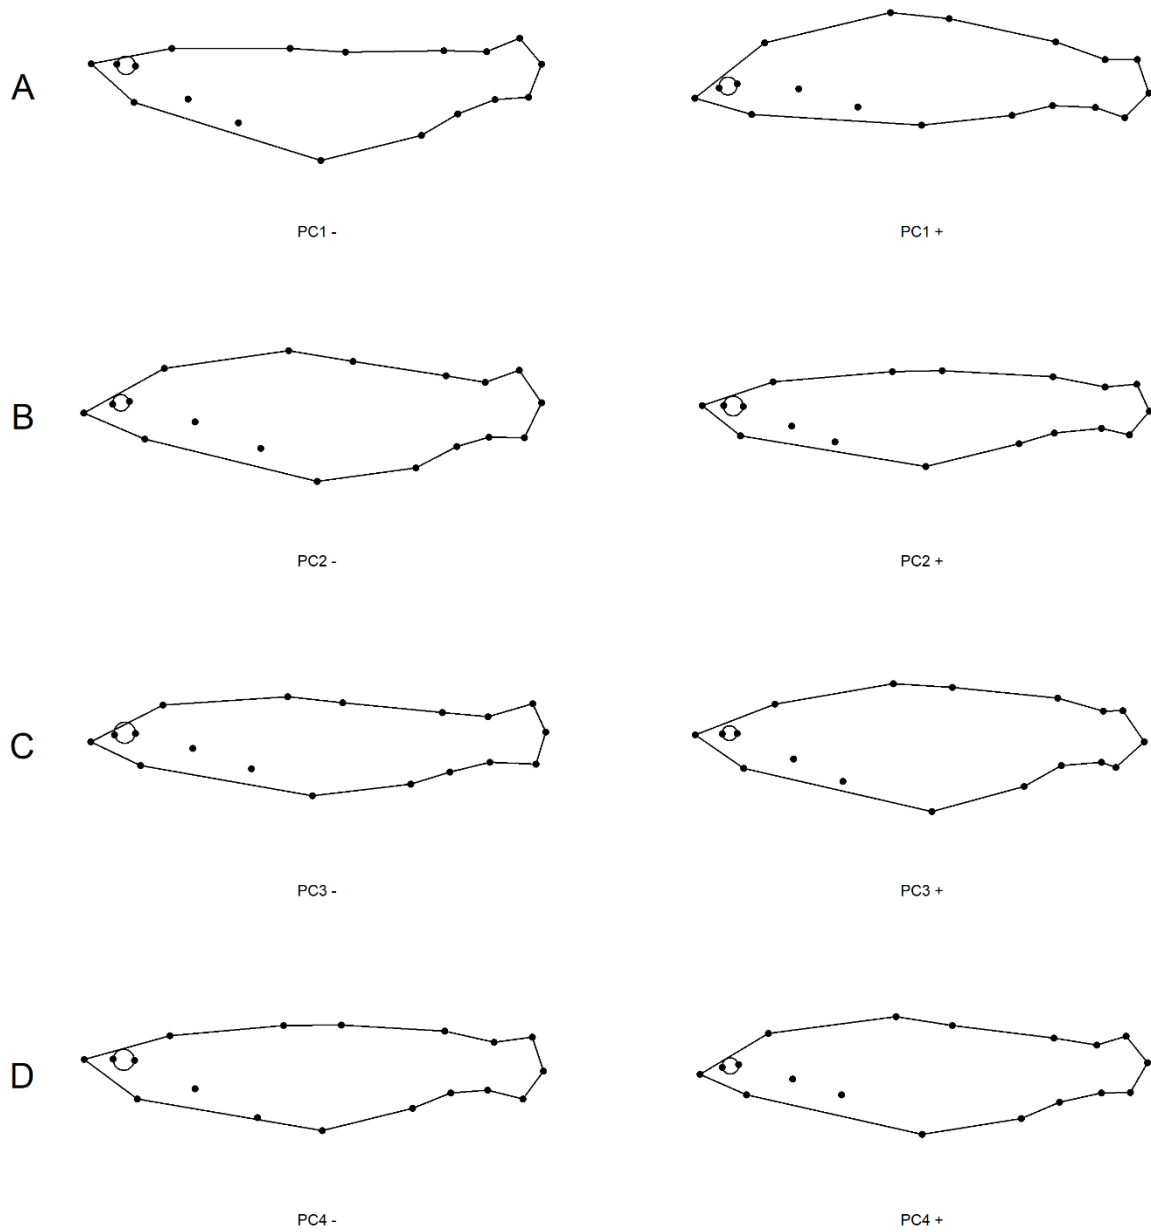 A
PC1 -
PC1 +
B
PC2 -
PC2 +
C
PC3 -
PC3 +
D
PC4 -
PC4 +